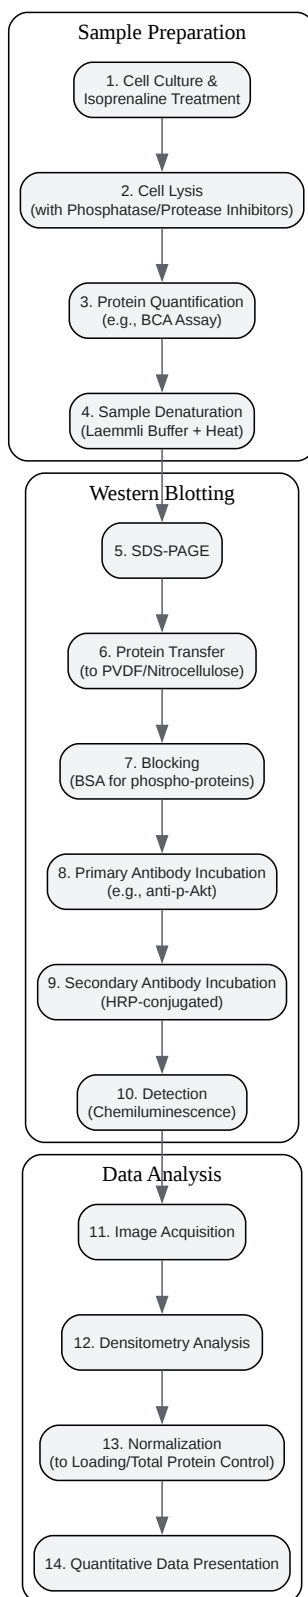 Sample Preparation
1. Cell Culture &
Isoprenaline Treatment
2. Cell Lysis
(with Phosphatase/Protease Inhibitors)
3. Protein Quantification
(e.g., BCA Assay)
4. Sample Denaturation
(Laemmli Buffer + Heat)
Western Blotting
5. SDS-PAGE
6. Protein Transfer
(to PVDF/Nitrocellulose)
7. Blocking
(BSA for phospho-proteins)
8. Primary Antibody Incubation
(e.g., anti-p-Akt)
9. Secondary Antibody Incubation
(HRP-conjugated)
10. Detection
(Chemiluminescence)
Data Analysis
11. Image Acquisition
12. Densitometry Analysis
13. Normalization
(to Loading/Total Protein Control)
14. Quantitative Data Presentation